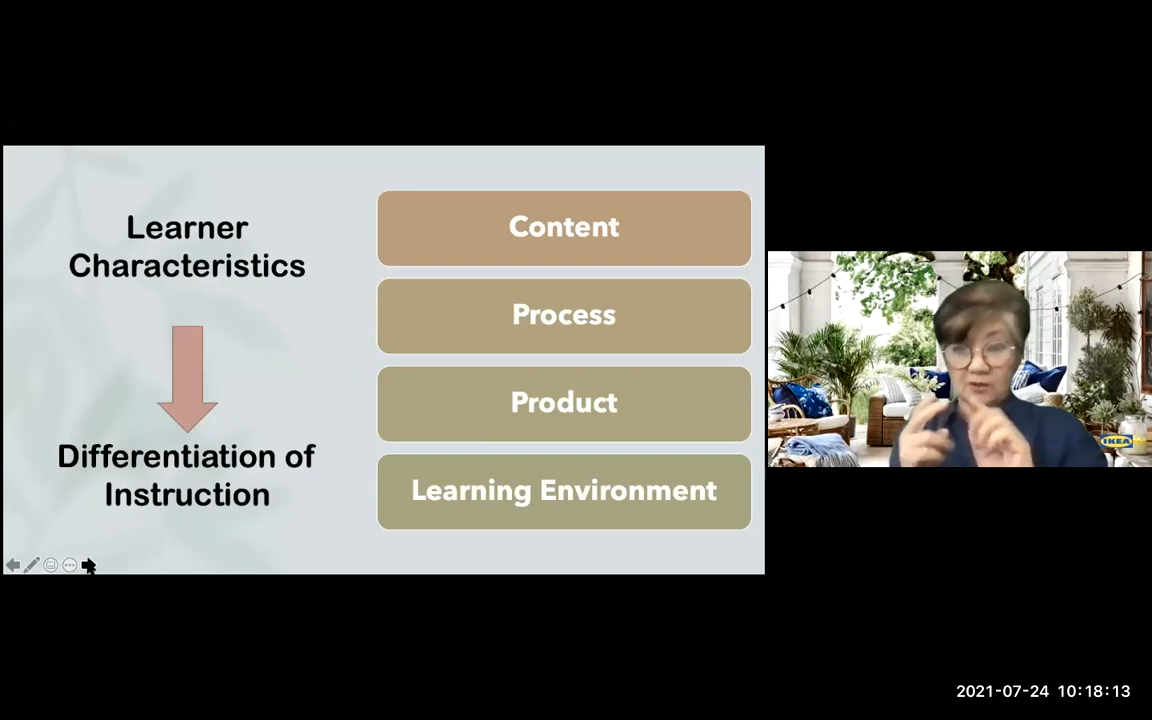 Learner
Characteristics
Differentiation of
Instruction
Content
Process
Product
Learning Environment
IKEA
2021-07-24 10:18:13